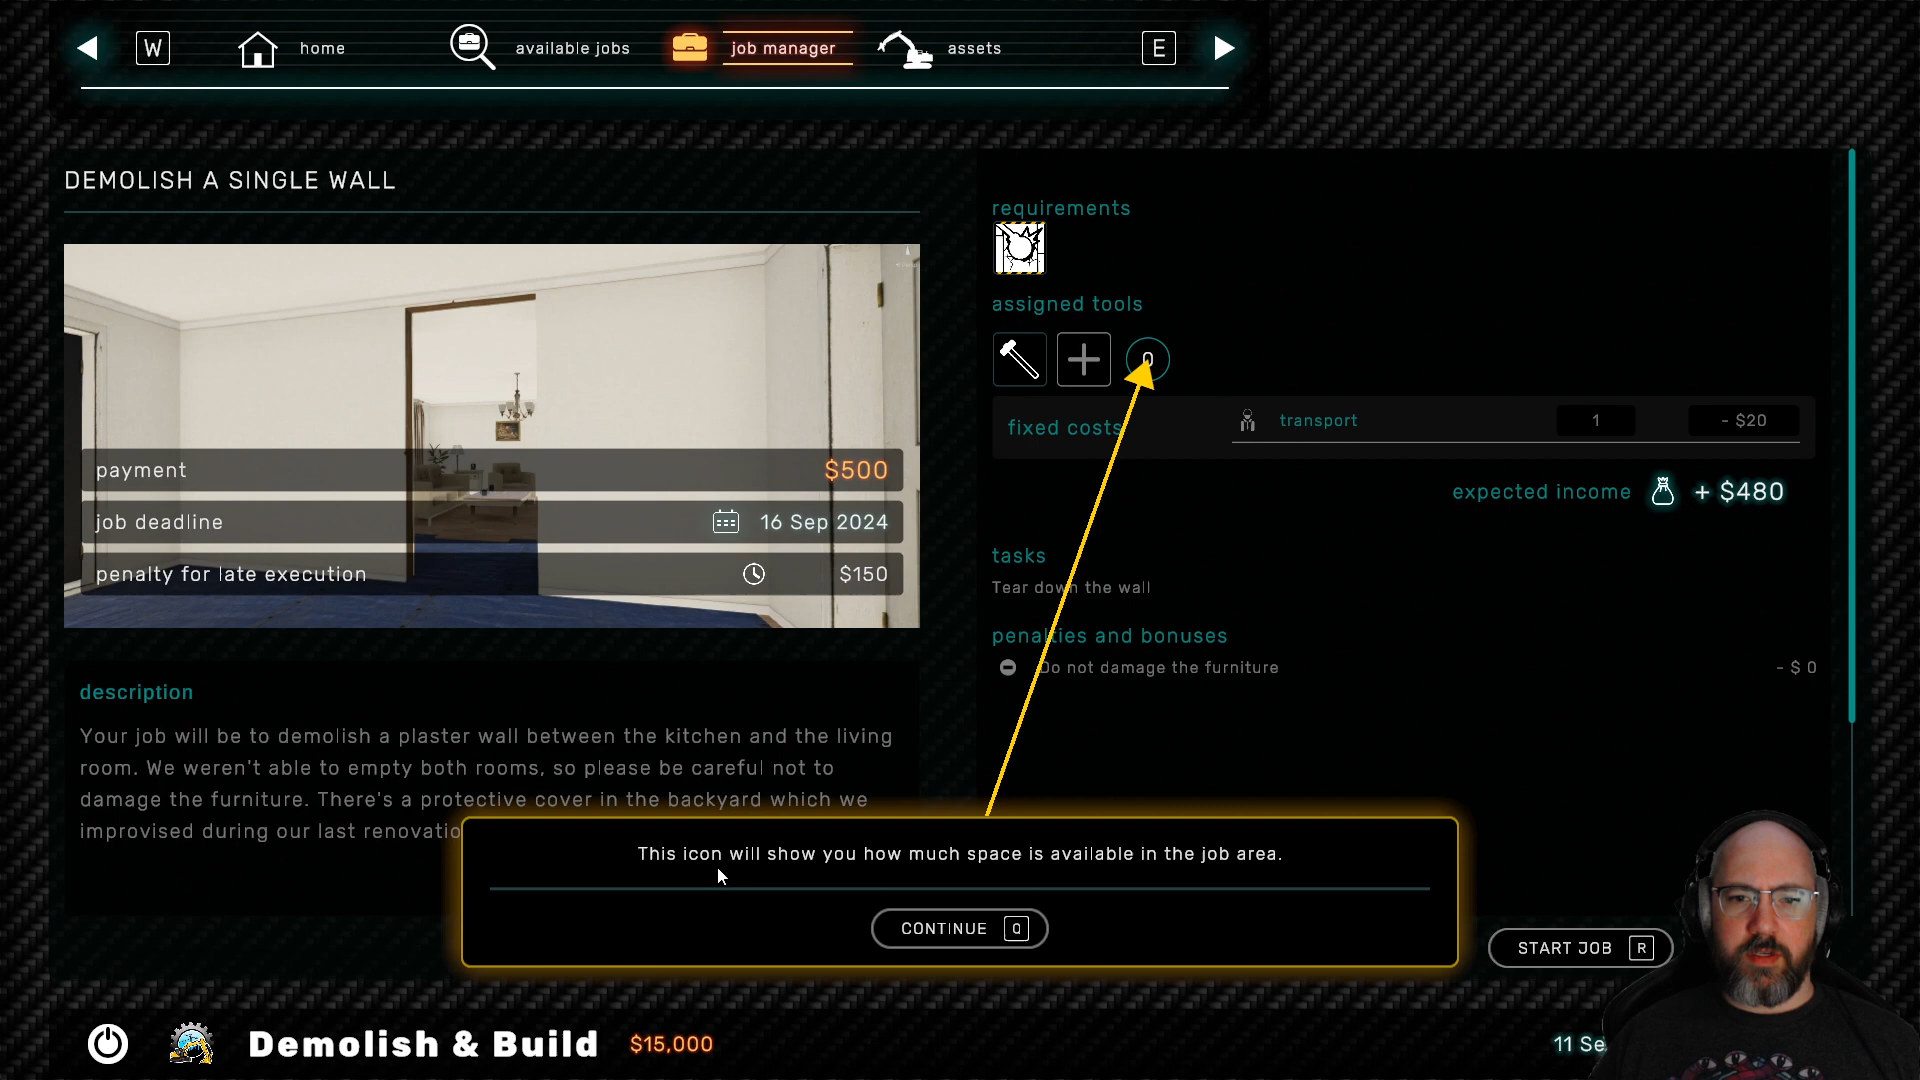 W
home
available jobs
job manager
assets
E
DEMOLISH A SINGLE WALL
payment
$500
job deadline
16 Sep 2024
penalty for late execution
$150
description
Your job will be to demolish a plaster wall between the kitchen and the living
room. We weren't able to empty both rooms, so please be careful not to
damage the furniture. There's a protective cover in the backyard which we
improvised during our last renovatio
requirements
assigned tools
0
fixed costs
transport
1
- $20
expected income
+ $480
tasks
Tear down the wall
penalties and bonuses
Do not damage the furniture
- $ 0
This icon will show you how much space is available in the job area.
CONTINUE Q
START JOB R
Demolish & Build
$15,000
11 Se